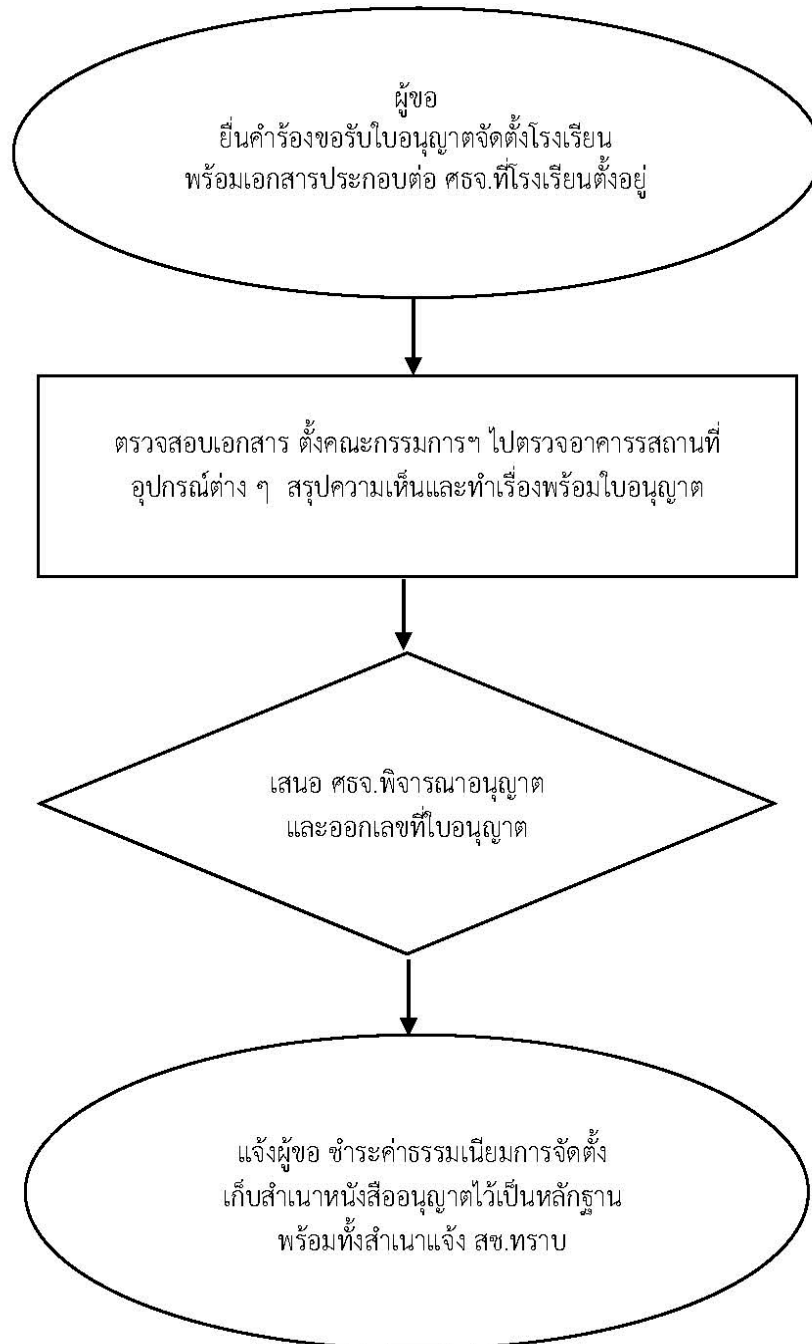 ผู้ขอ
ยื่นคำร้องขอรับใบอนุญาตจัดตั้งโรงเรียน
พร้อมเอกสารประกอบต่อ ศธจ.ที่โรงเรียนตั้งอยู่
ตรวจสอบเอกสาร ตั้งคณะกรรมการฯ ไปตรวจอาคารรสถานที่
อุปกรณ์ต่าง ๆ สรุปความเห็นและทำเรื่องพร้อมใบอนุญาต
เสนอ ศธจ.พิจารณาอนุญาต
และออกเลขที่ใบอนุญาต
แจ้งผู้ขอ ชำระค่าธรรมเนียมการจัดตั้ง
เก็บสำเนาหนังสืออนุญาตไว้เป็นหลักฐาน
พร้อมทั้งสำเนาแจ้ง สช.ทราบ